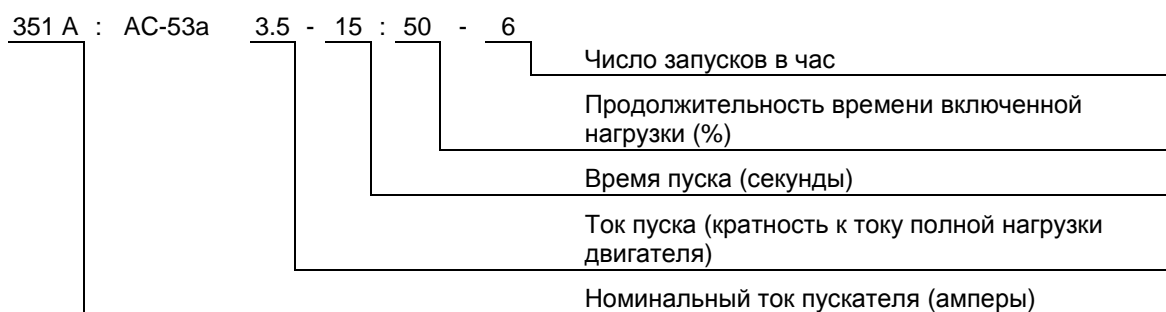 351 A : AC-53a 3.5 - 15 : 50 - 6
Число запусков в час
Продолжительность времени включенной
нагрузки (%)
Время пуска (секунды)
Ток пуска (кратность к току полной нагрузки
двигателя)
Номинальный ток пускателя (амперы)